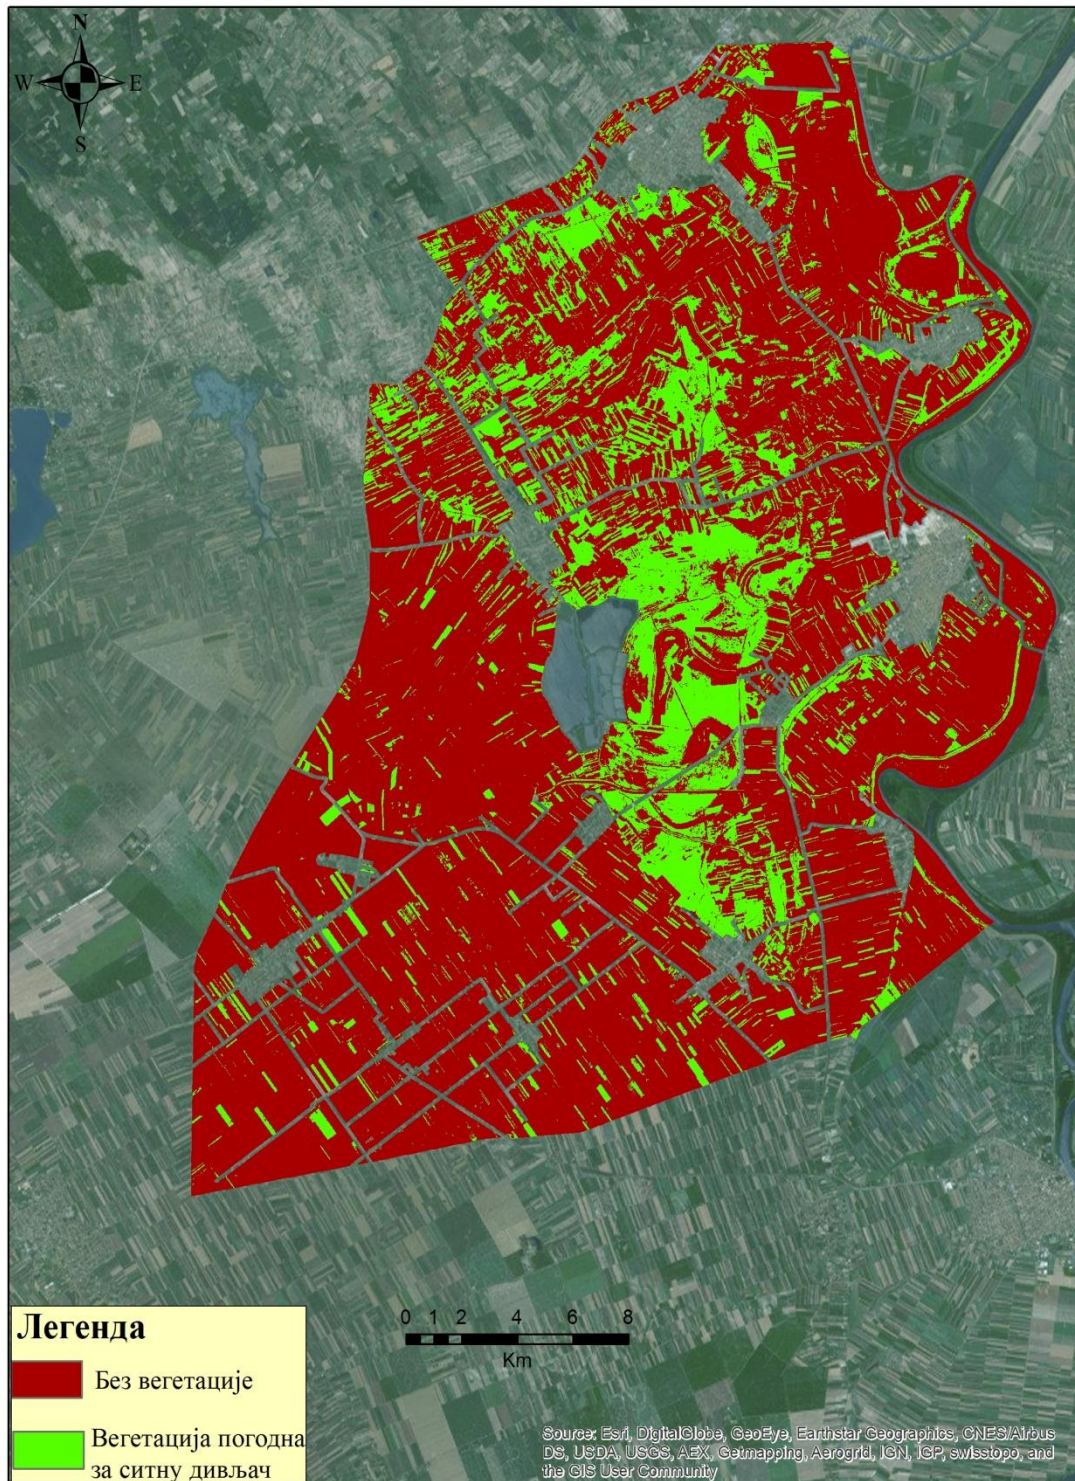 N
W E
S
0 1 2 4 6 8
Km
Легенда
Без вегетације
Вегетација погодна
за ситну дивљач
Source: Esri, DigitalGlobe, GeoEye, Earthstar Geographics, CNES/Airbus
DS, USDA, USGS, AEX, Getmapping, Aerogrid, IGN, IGP, swisstopo, and
the GIS User Community